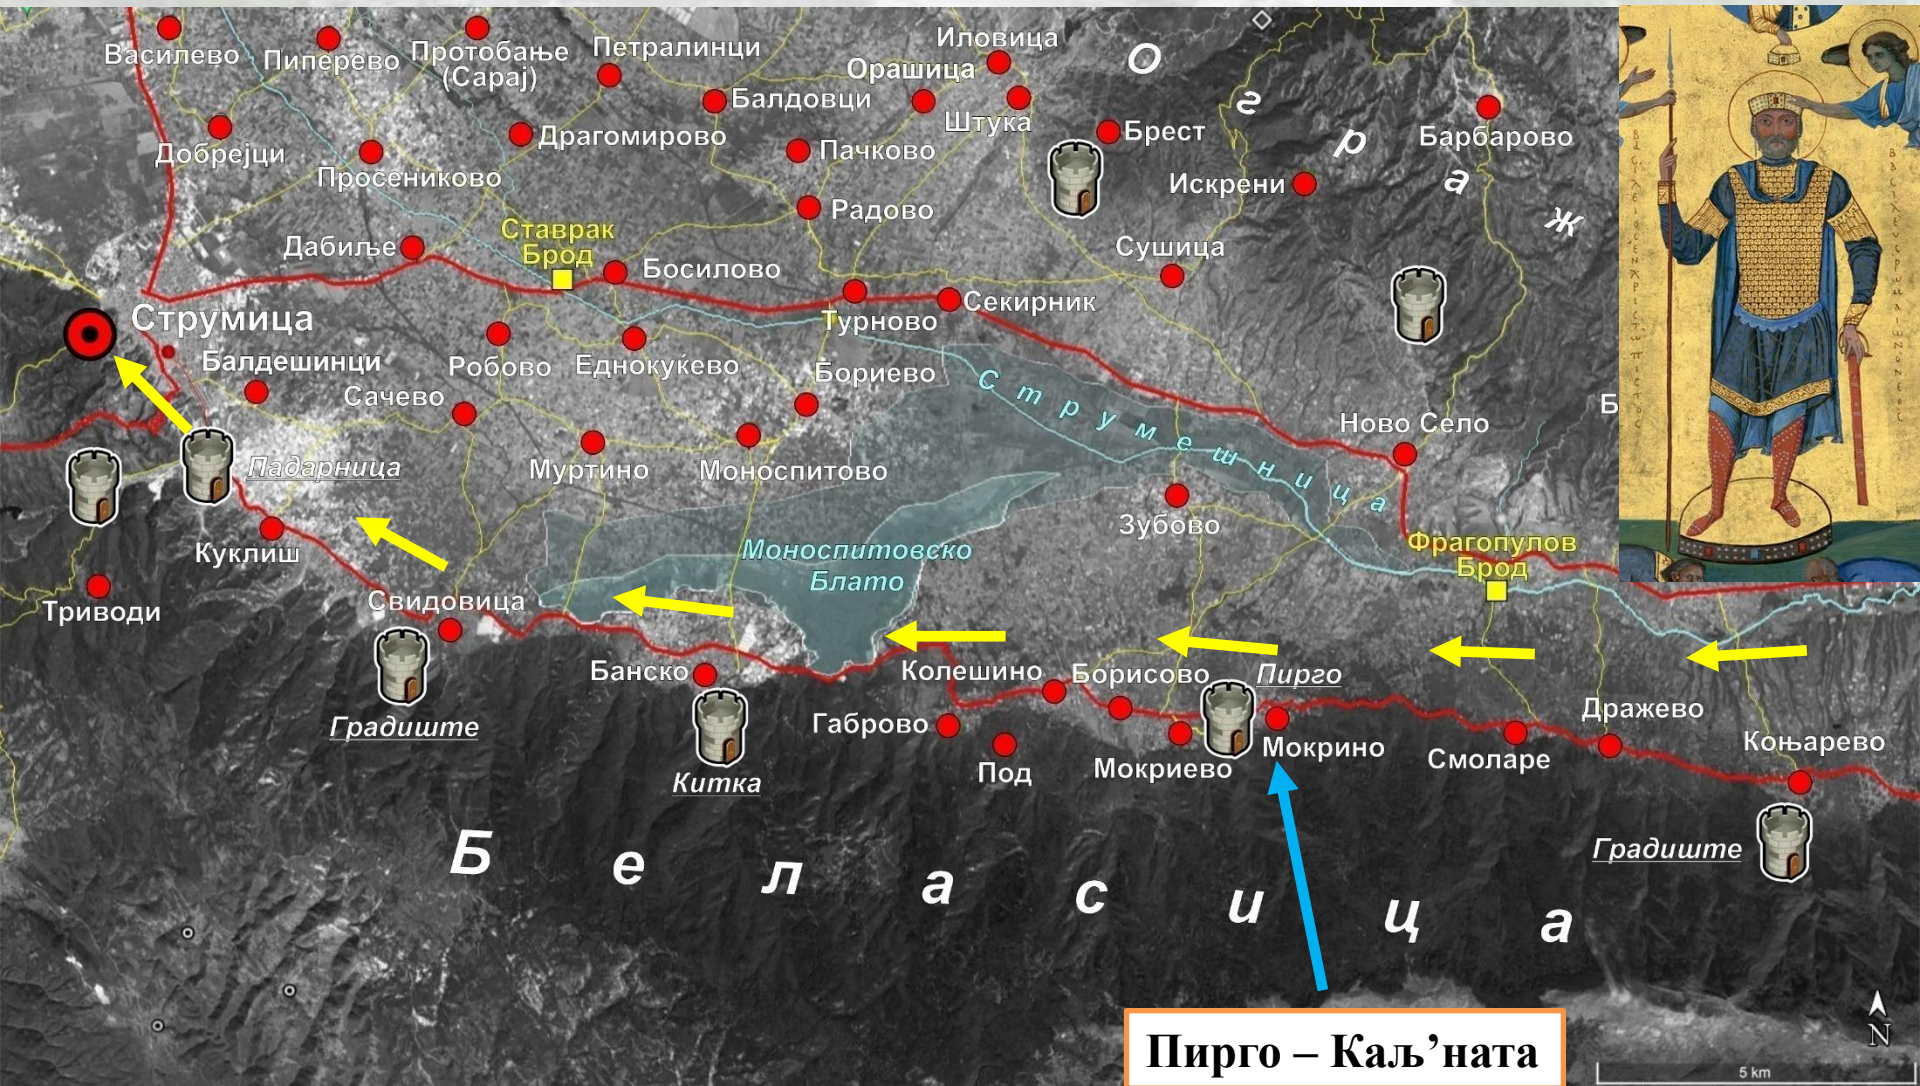 Василево
Пиперево
Протобање
(Сарај)
Петралинци
Иловица
Орашица
Балдовци
Штука
Брест
Барбарово
Добрејци
Драгомирово
Пачково
Просениково
Искрени
Радово
Ограж
Дабиље
Ставрак
Брод
Босилово
Сушица
Струмица
Турново
Секирник
Балдешинци
Робово
Еднокуќево
Бориево
Сачево
Струмешница
Б
Ново Село
Падарница
Муртино
Моноспитово
Зубово
Куклиш
Моноспитовско
Блато
Фрагопулов
Брод
Триводи
Свидовица
Банско
Колешино
Борисово
Пирго
Градиште
Габрово
Дражево
Китка
Под
Мокриево
Мокрино
Смоларе
Коњарево
Градиште
Беласица
Пирго – Каљ’ната
N
5 km